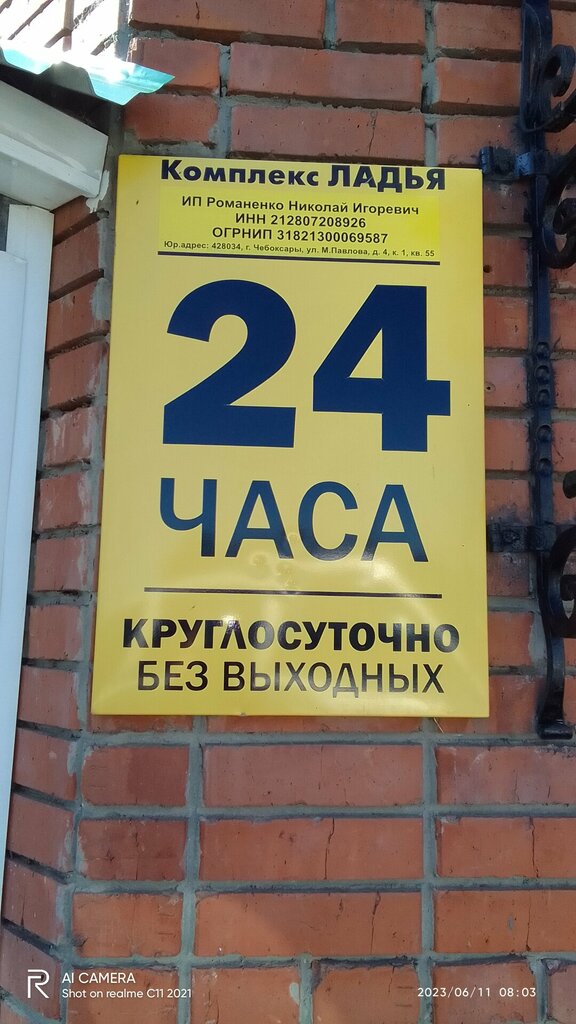 Комплекс ЛАДЬЯ
ИП Романенко Николай Игоревич
ИНН 212807208926
ОГРНИП 31821300069587
Юр.адрес: 428034, г. Чебоксары, ул. М.Павлова, д. 4, к. 1, кв. 55
24
ЧАСА
КРУГЛОСУТОЧНО
БЕЗ ВЫХОДНЫХ
R AI CAMERA
Shot on realme C11 2021
2023/06/11 08:03